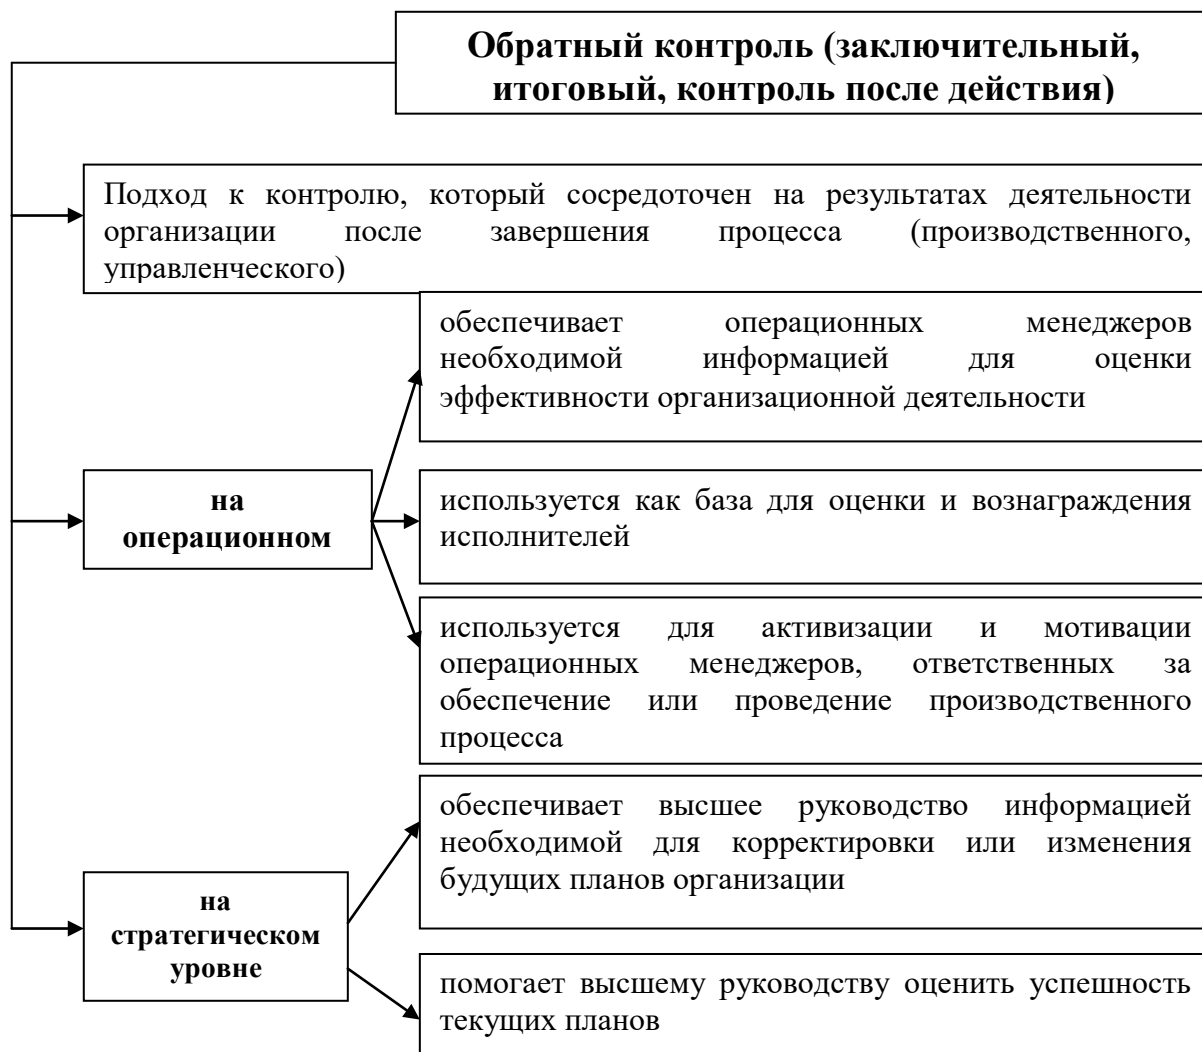 Обратный контроль (заключительный,
итоговый, контроль после действия)
Подход к контролю, который сосредоточен на результатах деятельности
организации после завершения процесса (производственного,
управленческого)
обеспечивает операционных менеджеров
необходимой информацией для оценки
эффективности организационной деятельности
на
операционном
используется как база для оценки и вознаграждения
исполнителей
используется для активизации и мотивации
операционных менеджеров, ответственных за
обеспечение или проведение производственного
процесса
обеспечивает высшее руководство информацией
необходимой для корректировки или изменения
будущих планов организации
на
стратегическом
уровне
помогает высшему руководству оценить успешность
текущих планов